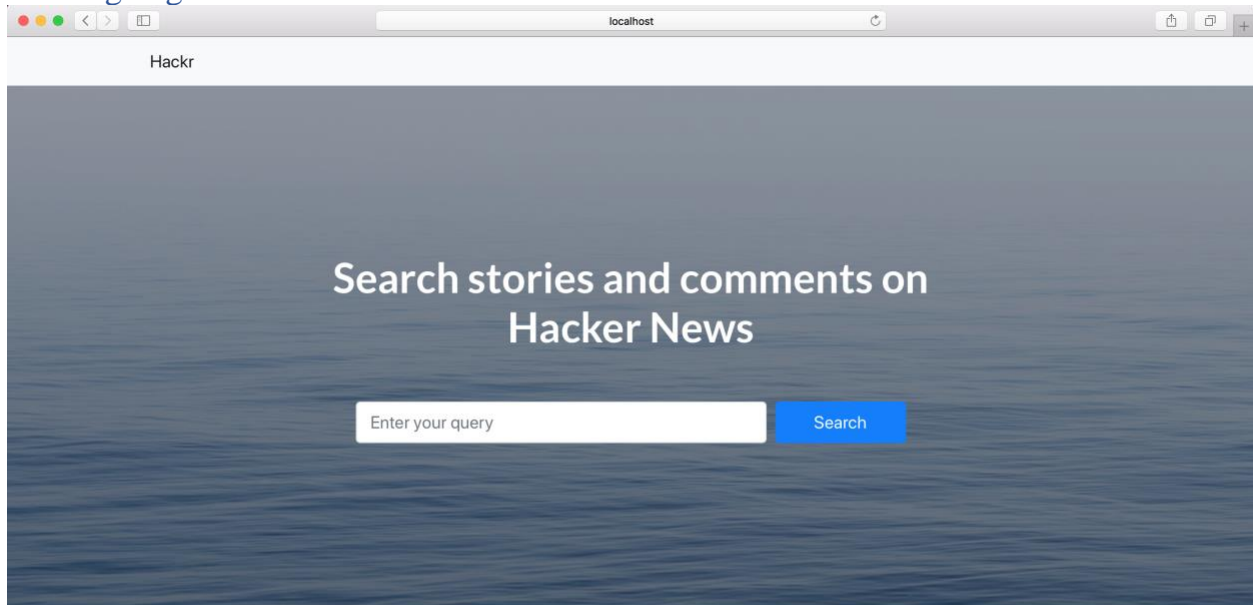 localhost
Hackr
Search stories and comments on
Hacker News
Enter your query
Search